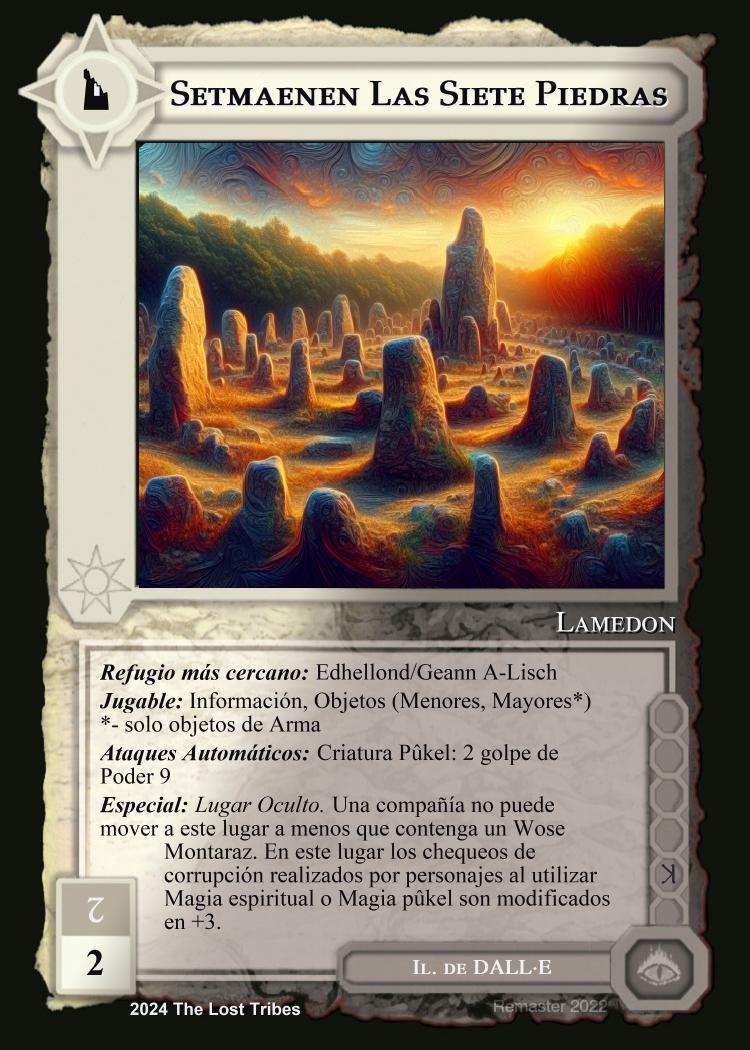 Setmaenen Las Siete Piedras
Lamedon
Refugio más cercano: Edhellond/Geann A-Lisch
Jugable: Información, Objetos (Menores, Mayores*)
*- solo objetos de Arma
Ataques Automáticos: Criatura Pûkel: 2 golpe de
Poder 9
Especial: Lugar Oculto. Una compañía no puede
mover a este lugar a menos que contenga un Wose
Montaraz. En este lugar los chequeos de
corrupción realizados por personajes al utilizar
Magia espiritual o Magia pûkel son modificados
en +3.
K
2
2
Il. de DALL·E
2024 The Lost Tribes
Remaster 2022